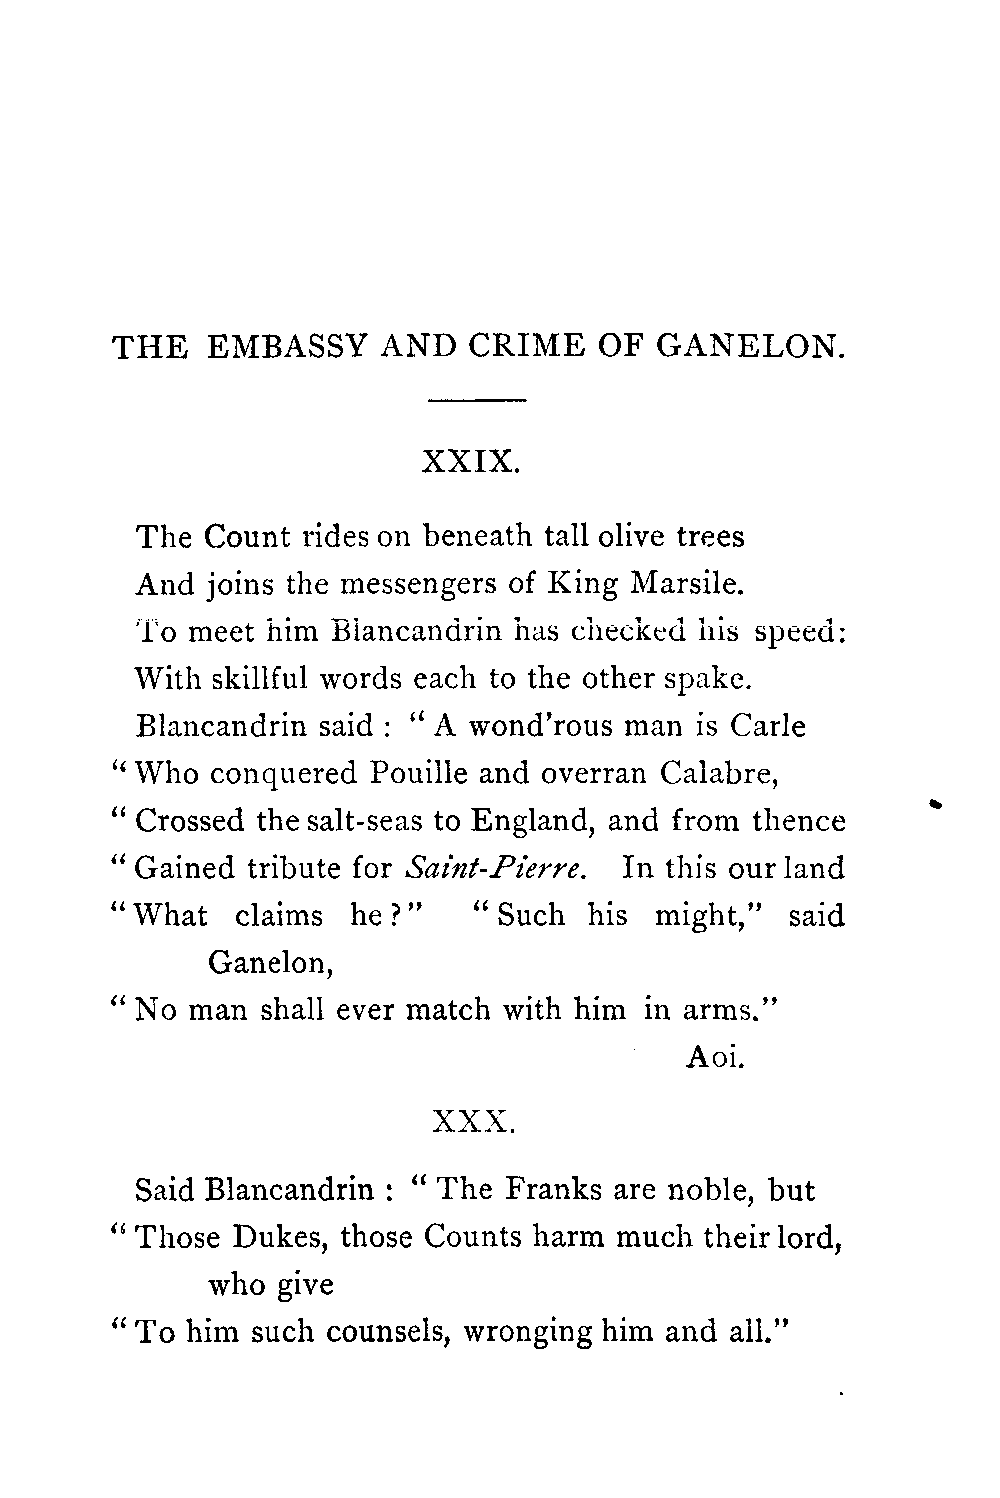 THE EMBASSY AND CRIME OF GANELON.
XXIX.
The Count rides on beneath tall olive trees
And joins the messengers of King Marsile.
To meet him Blancandrin has checked his speed:
With skillful words each to the other spake.
Blancandrin said : " A wond'rous man is Carle
" Who conquered Pouille and overran Calabre,
" Crossed the salt-seas to England, and from thence
" Gained tribute for Saint-Pierre. In this our land
" What claims he ? " " Such his might," said
Ganelon,
" No man shall ever match with him in arms."
Aoi.
XXX.
Said Blancandrin : " The Franks are noble, but
" Those Dukes, those Counts harm much their lord,
who give
" To him such counsels, wronging him and all."